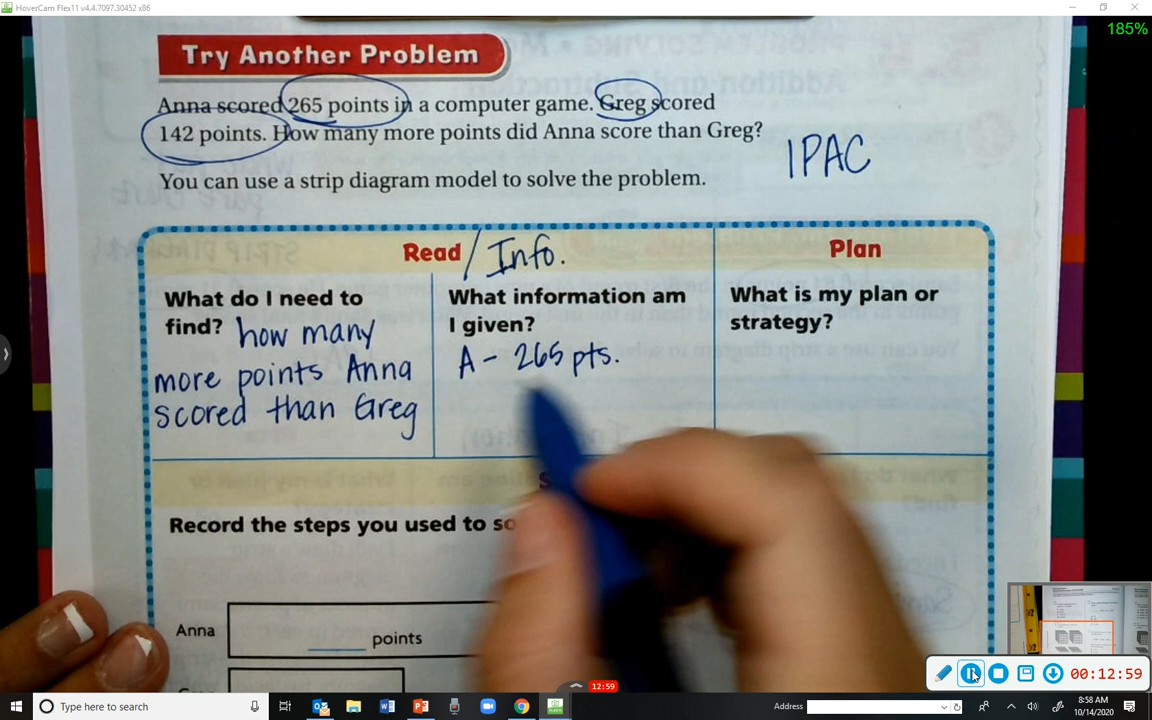 HoverCam Flex11 v4.4.7097.30452 x86
185%
Try Another Problem
Anna scored 265 points in a computer game. Greg scored
142 points. How many more points did Anna score than Greg?
IPAC
You can use a strip diagram model to solve the problem.
Read / Info.
Plan
What do I need to
find? how many
more points Anna
scored than Greg
What information am
I given?
A - 265 pts.
What is my plan or
strategy?
Record the steps you used to so
Anna
points
00:12:59
12:59
Type here to search
Address
8:58 AM
10/14/2020